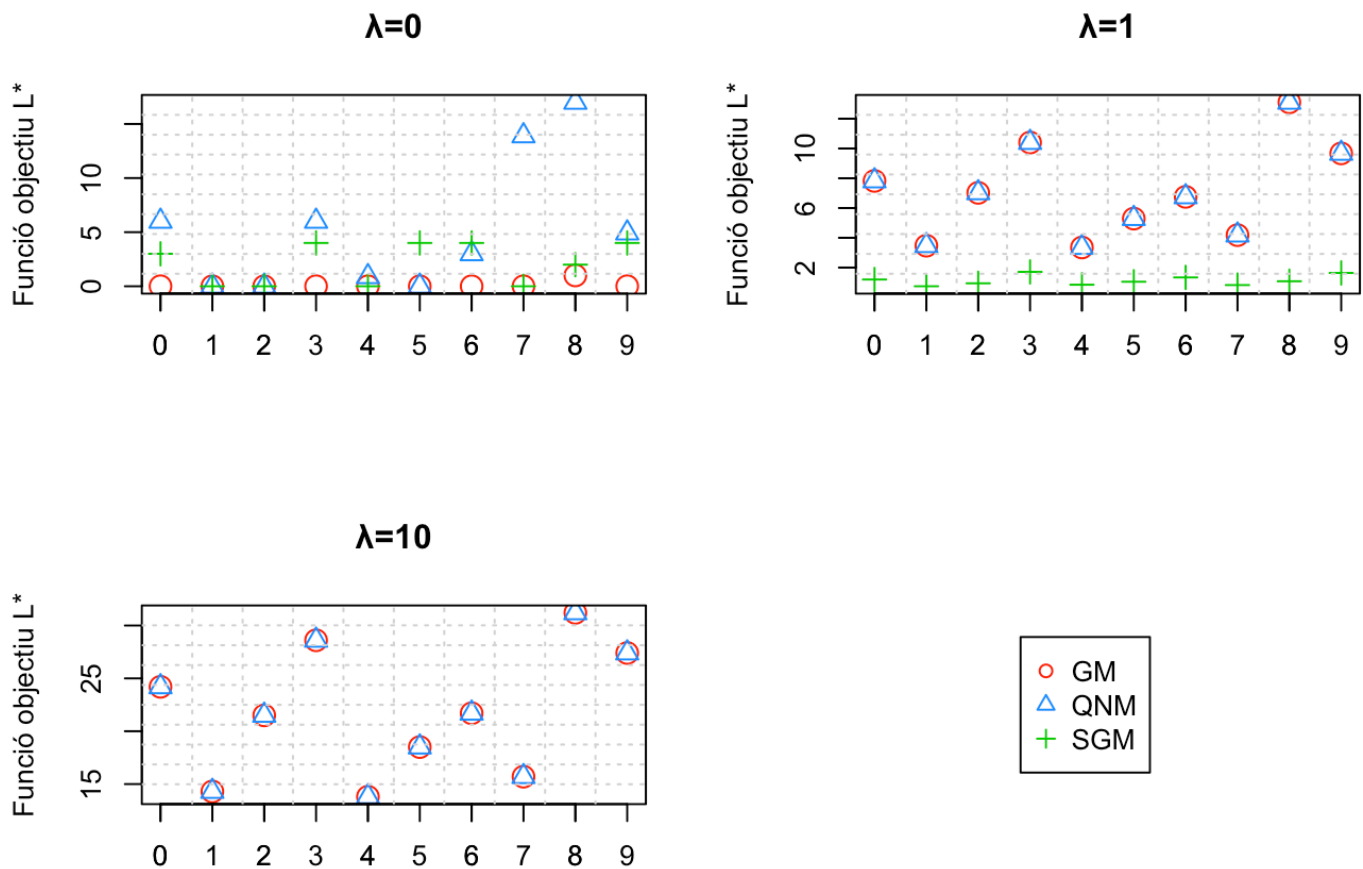 λ=0
Funció objectiu L*
10
5
0
0 1 2 3 4 5 6 7 8 9
λ=1
Funció objectiu L*
10
6
2
0 1 2 3 4 5 6 7 8 9
λ=10
Funció objectiu L*
25
15
0 1 2 3 4 5 6 7 8 9
GM
QNM
SGM